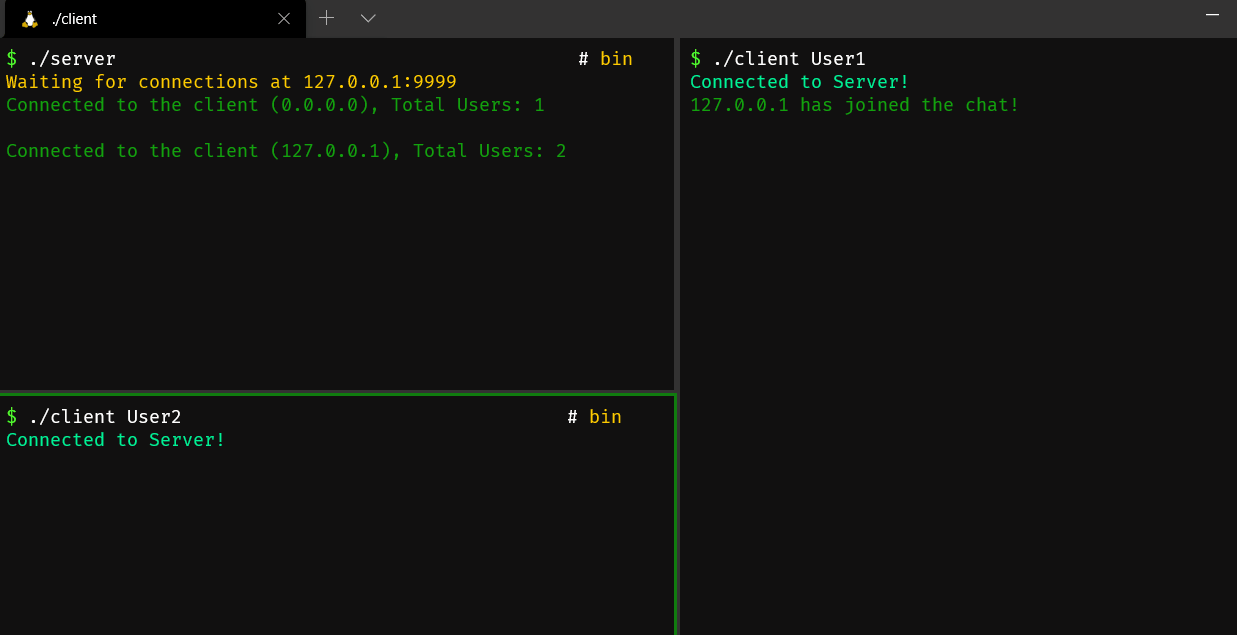 ./client
$ ./server # bin
Waiting for connections at 127.0.0.1:9999
Connected to the client (0.0.0.0), Total Users: 1
Connected to the client (127.0.0.1), Total Users: 2
$ ./client User2 # bin
Connected to Server!
$ ./client User1
Connected to Server!
127.0.0.1 has joined the chat!